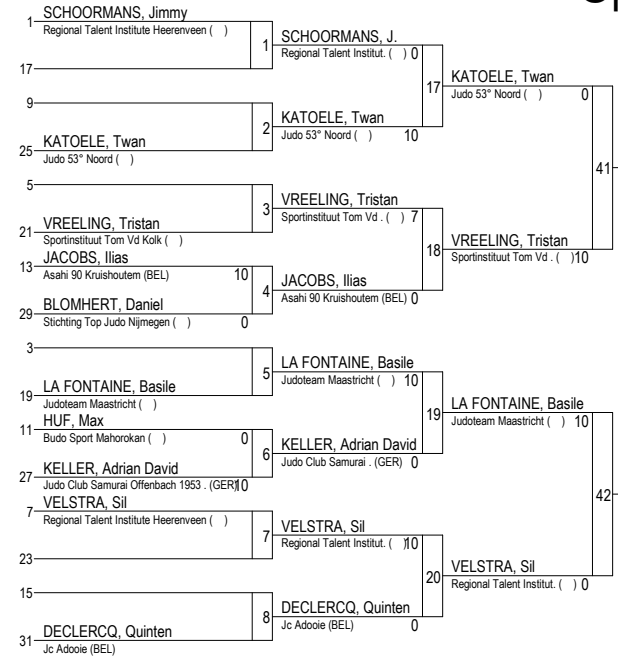 1 SCHOORMANS, Jimmy
Regional Talent Institute Heerenveen ( )
17
1
9
25 KATOELE, Twan
Judo 53° Noord ( )
2
5
21 VREELING, Tristan
Sportinstituut Tom Vd Kolk ( )
3
13 JACOBS, Ilias
Asahi 90 Kruishoutem (BEL) 10
29 BLOMHERT, Daniel
Stichting Top Judo Nijmegen ( ) 0
4
3
19 LA FONTAINE, Basile
Judoteam Maastricht ( )
5
11 HUF, Max
Budo Sport Mahorokan ( ) 0
27 KELLER, Adrian David
Judo Club Samurai Offenbach 1953 . (GER) 10
6
7 VELSTRA, Sil
Regional Talent Institute Heerenveen ( )
23
7
15
31 DECLERCQ, Quinten
Jc Adooie (BEL)
8
SCHOORMANS, J.
Regional Talent Institut. ( ) 0
KATOELE, Twan
Judo 53° Noord ( ) 10
17
VREELING, Tristan
Sportinstituut Tom Vd . ( ) 7
JACOBS, Ilias
Asahi 90 Kruishoutem (BEL) 0
18
LA FONTAINE, Basile
Judoteam Maastricht ( ) 10
KELLER, Adrian David
Judo Club Samurai . (GER) 0
19
VELSTRA, Sil
Regional Talent Institut. ( ) 10
DECLERCQ, Quinten
Jc Adooie (BEL) 0
20
KATOELE, Twan
Judo 53° Noord ( ) 0
VREELING, Tristan
Sportinstituut Tom Vd . ( ) 10
41
LA FONTAINE, Basile
Judoteam Maastricht ( ) 10
VELSTRA, Sil
Regional Talent Institut. ( ) 0
42